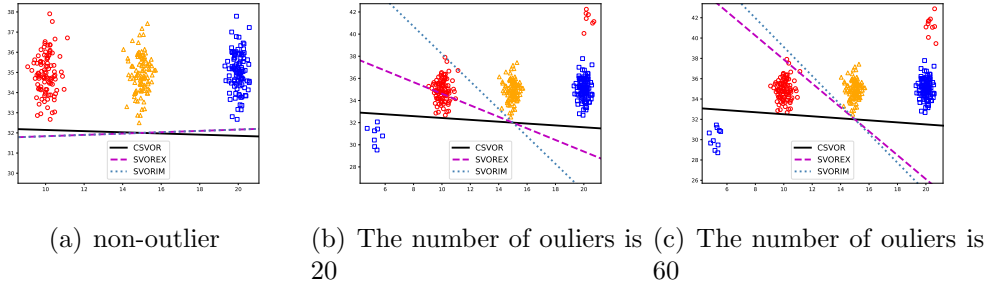 38
37
36
35
34
33
32
31
30
10 12 14 16 18 20
CSVOR
SVOREX
SVORIM
(a) non-outlier
42
40
38
36
34
32
30
28
6 8 10 12 14 16 18 20
CSVOR
SVOREX
SVORIM
(b) The number of ouliers is
20
42
40
38
36
34
32
30
28
26
6 8 10 12 14 16 18 20
CSVOR
SVOREX
SVORIM
(c) The number of ouliers is
60